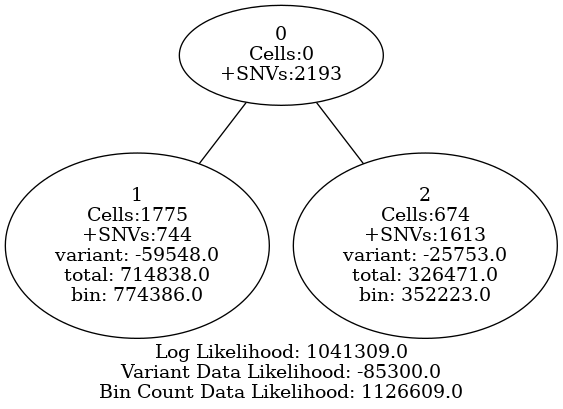 0
Cells:0
+SNVs:2193
1
Cells:1775
+SNVs:744
variant: -59548.0
total: 714838.0
bin: 774386.0
2
Cells:674
+SNVs:1613
variant: -25753.0
total: 326471.0
bin: 352223.0
Log Likelihood: 1041309.0
Variant Data Likelihood: -85300.0
Bin Count Data Likelihood: 1126609.0